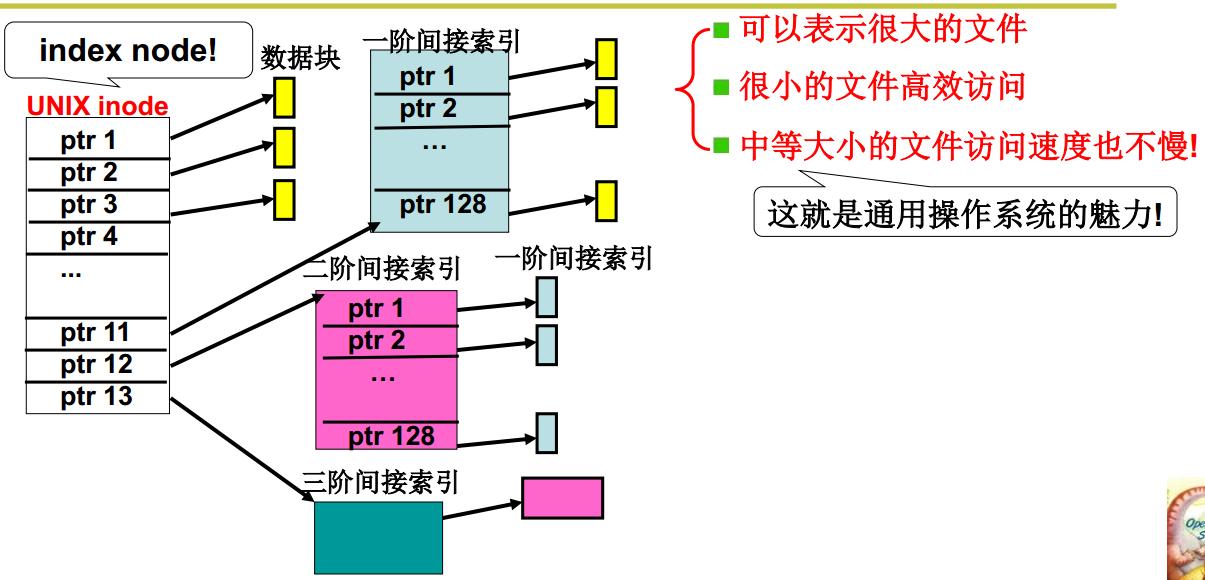 index node!
数据块
UNIX inode
ptr 1
ptr 2
ptr 3
ptr 4
...
ptr 11
ptr 12
ptr 13
一阶间接索引
ptr 1
ptr 2
...
ptr 128
二阶间接索引
ptr 1
ptr 2
...
ptr 128
一阶间接索引
三阶间接索引
可以表示很大的文件
很小的文件高效访问
中等大小的文件访问速度也不慢!
这就是通用操作系统的魅力!